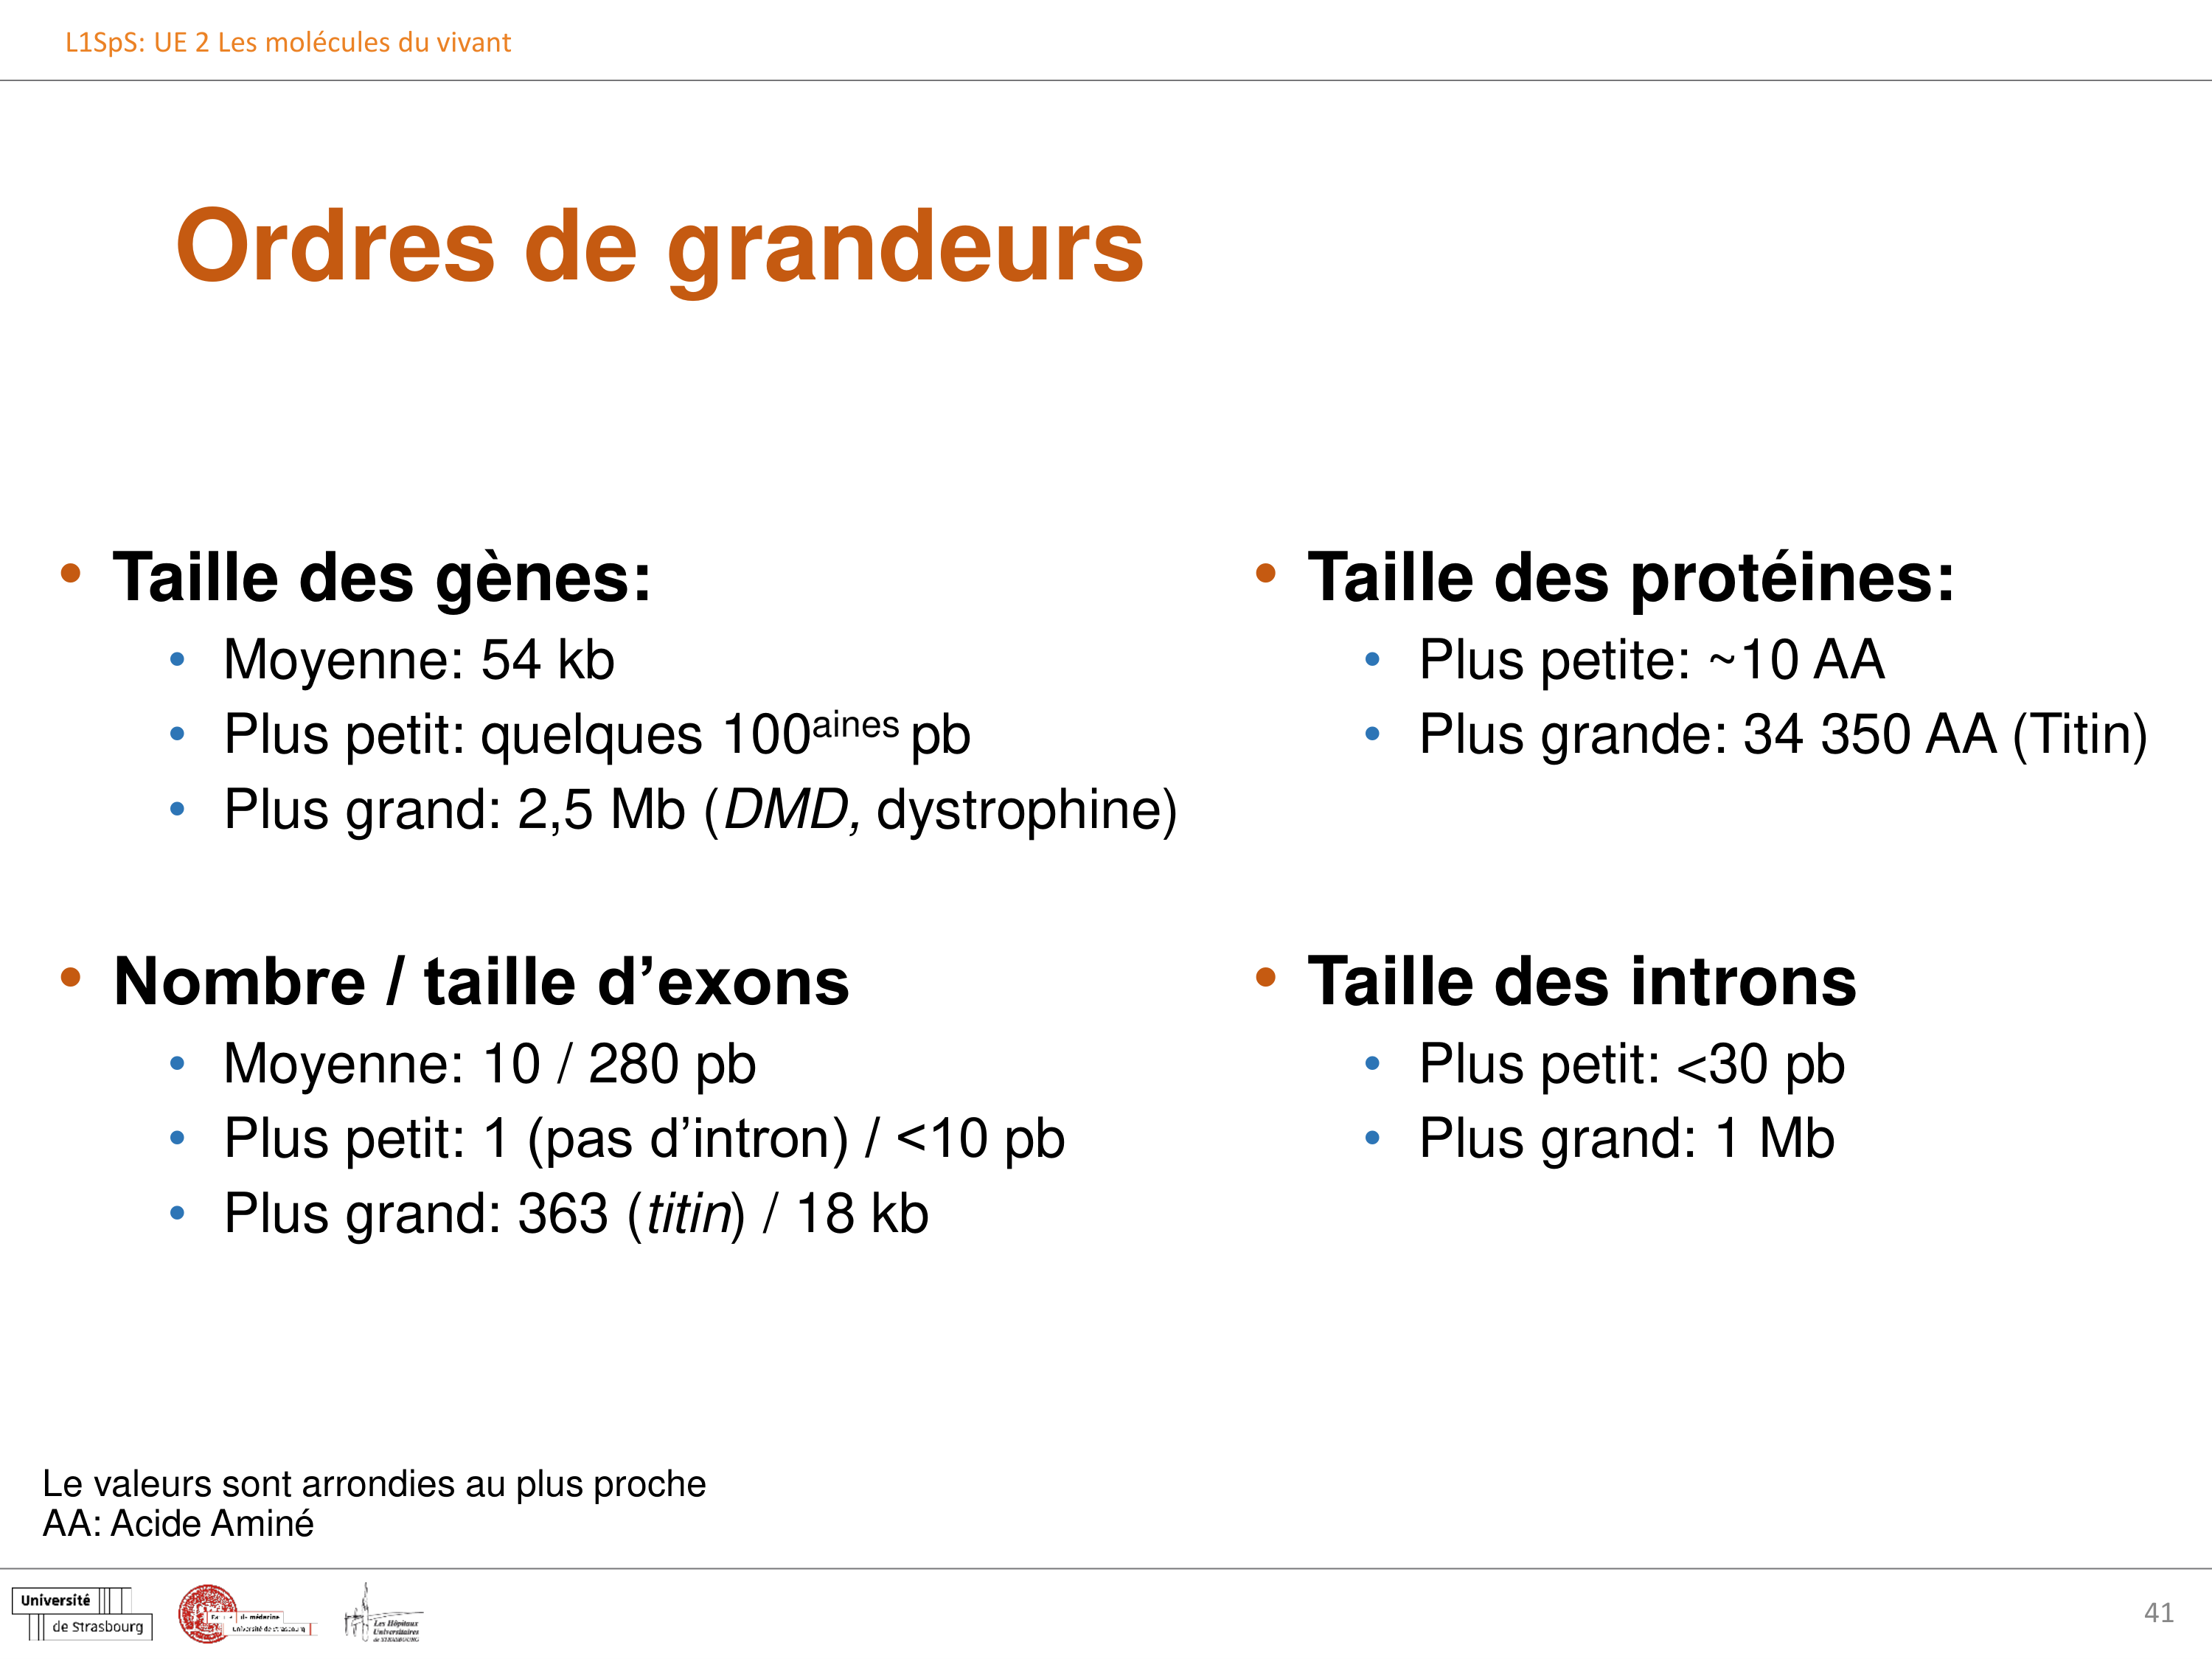 L1SpS: UE 2 Les molécules du vivant
Ordres de grandeurs
• Taille des gènes:
• Moyenne: 54 kb
• Plus petit: quelques 100aines pb
• Plus grand: 2,5 Mb (DMD, dystrophine)
• Nombre / taille d’exons
• Moyenne: 10 / 280 pb
• Plus petit: 1 (pas d’intron) / <10 pb
• Plus grand: 363 (titin) / 18 kb
• Taille des protéines:
• Plus petite: ~10 AA
• Plus grande: 34 350 AA (Titin)
• Taille des introns
• Plus petit: <30 pb
• Plus grand: 1 Mb
Le valeurs sont arrondies au plus proche
AA: Acide Aminé
Université
de Strasbourg
de médecine
Université de Strasbourg
Les Hôpitaux
Universitaires
de STRASBOURG
41